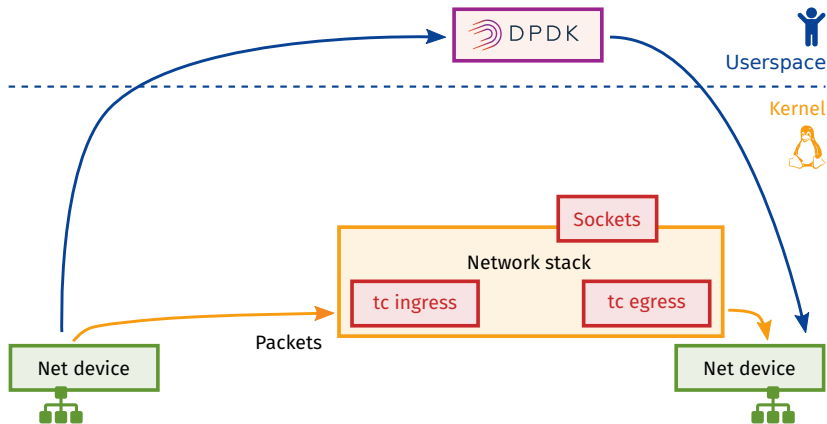 DPDK
Userspace
Kernel
Sockets
Network stack
tc ingress
tc egress
Packets
Net device
Net device